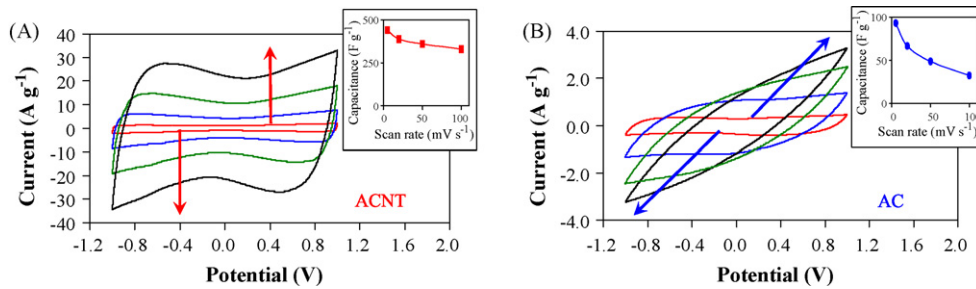 (A)
40
30
20
10
0
-10
-20
-30
-40
Current (A g-1)
-1.2 -0.4 0.4 1.2 2.0
-0.8 0.0 0.8 1.6
Potential (V)
ACNT
500
250
0
Capacitance (F g-1)
0 50 100
Scan rate (mV s-1)
(B)
4.0
2.0
0.0
-2.0
-4.0
Current (A g-1)
-1.2 -0.4 0.4 1.2 2.0
-0.8 0.0 0.8 1.6
Potential (V)
AC
100
50
0
Capacitance (F g-1)
0 50 100
Scan rate (mV s-1)